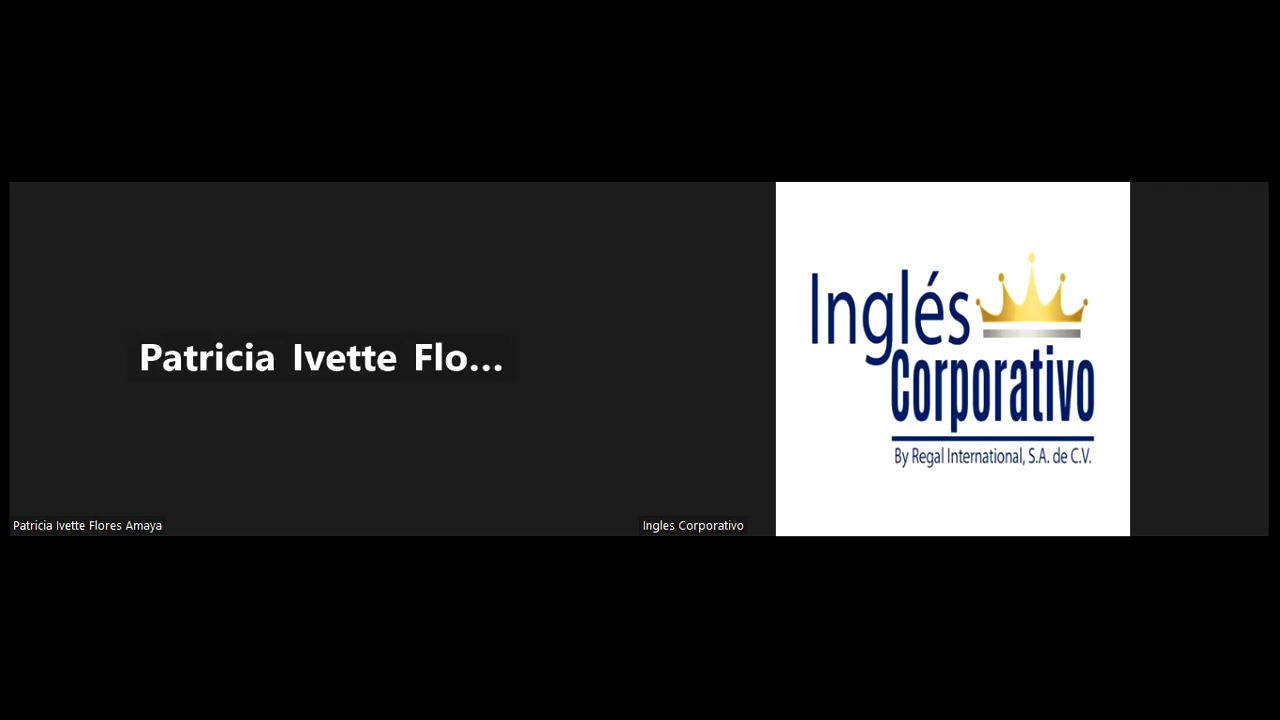 Patricia Ivette Flo...
Patricia Ivette Flores Amaya
Ingles Corporativo
Inglés
Corporativo
By Regal International, S.A. de C.V.